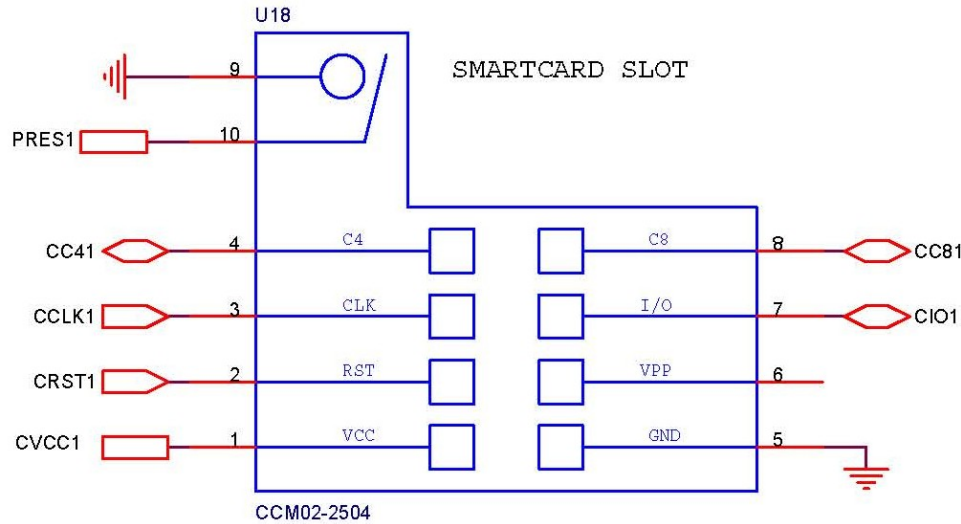 U18
9 SMARTCARD SLOT
PRES1 10
CC41 4 C4 C8 8 CC81
CCLK1 3 CLK I/O 7 CIO1
CRST1 2 RST VPP 6
CVCC1 1 VCC GND 5
CCM02-2504